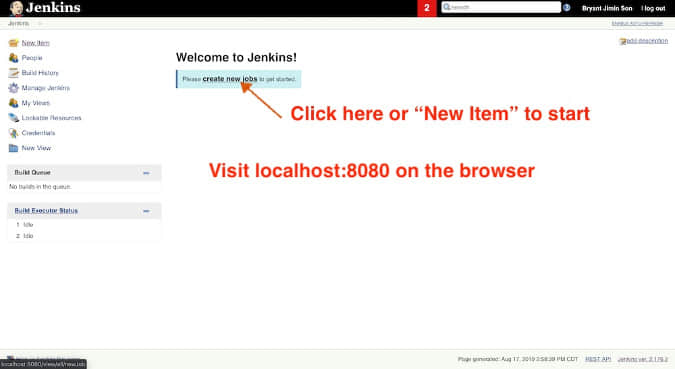 Jenkins
2 search Bryant Jimin Son | log out
Jenkins
ENABLE AUTO REFRESH
New Item
People
Build History
Manage Jenkins
My Views
Lockable Resources
Credentials
New View
add description
Welcome to Jenkins!
Please create new jobs to get started.
Click here or “New Item” to start
Visit localhost:8080 on the browser
Build Queue
No builds in the queue.
Build Executor Status
1 Idle
2 Idle
localhost:8080/view/all/newJob
Page generated: Aug 17, 2019 3:58:39 PM CDT REST API Jenkins ver. 2.176.2